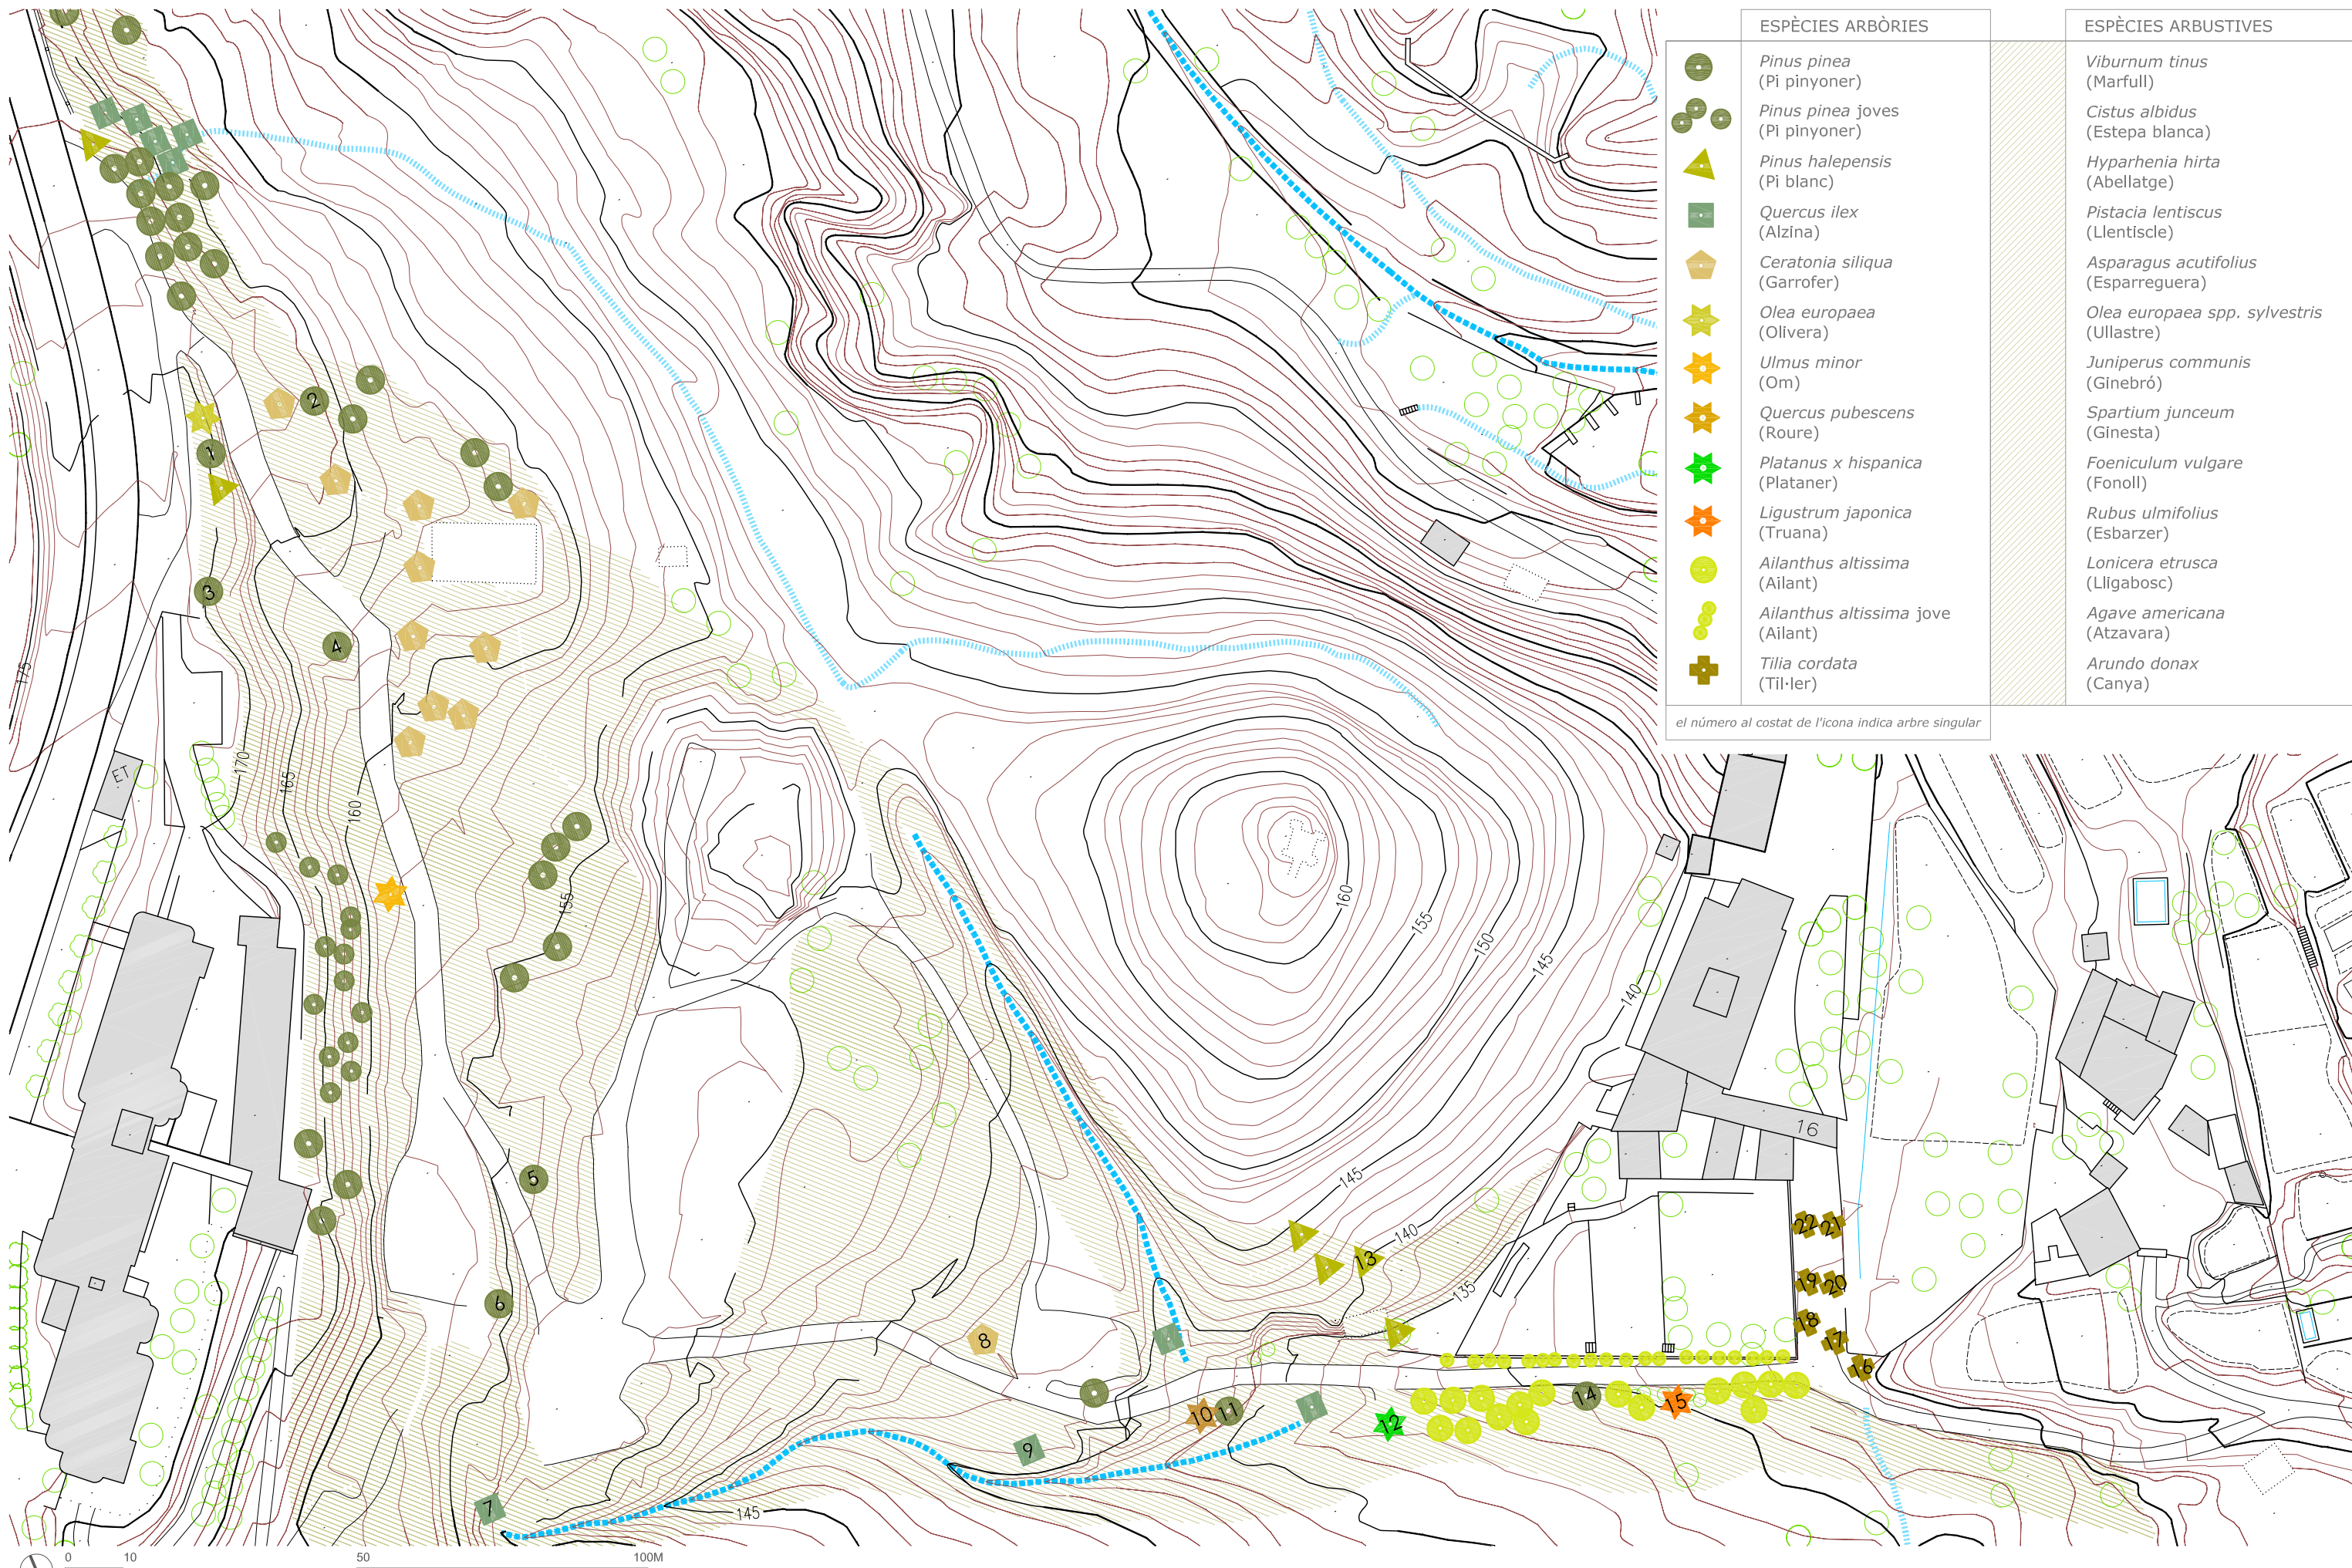 ESPÈCIES ARBÒRIES
Pinus pinea
(Pi pinyoner)
Pinus pinea joves
(Pi pinyoner)
Pinus halepensis
(Pi blanc)
Quercus ilex
(Alzina)
Ceratonia siliqua
(Garrofer)
Olea europaea
(Olivera)
Ulmus minor
(Om)
Quercus pubescens
(Roure)
Platanus x hispanica
(Plataner)
Ligustrum japonica
(Truana)
Ailanthus altissima
(Ailant)
Ailanthus altissima jove
(Ailant)
Tilia cordata
(Til·ler)
el número al costat de l'icona indica arbre singular
ESPÈCIES ARBUSTIVES
Viburnum tinus
(Marfull)
Cistus albidus
(Estepa blanca)
Hyparhenia hirta
(Abellatge)
Pistacia lentiscus
(Llentiscle)
Asparagus acutifolius
(Esparreguera)
Olea europaea spp. sylvestris
(Ullastre)
Juniperus communis
(Ginebró)
Spartium junceum
(Ginesta)
Foeniculum vulgare
(Fonoll)
Rubus ulmifolius
(Esbarzer)
Lonicera etrusca
(Lligabosc)
Agave americana
(Atzavara)
Arundo donax
(Canya)
2
1
3
4
175
170
165
160
ET
155
160
155
150
145
140
16
145
140
135
5
6
13
22
21
19
20
18
17
16
8
10
11
14
15
12
9
7
145
0
10
50
100M